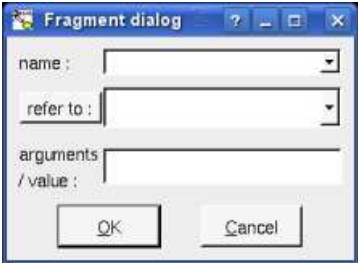 Fragment dialog
name :
refer to :
arguments
/ value :
OK
Cancel